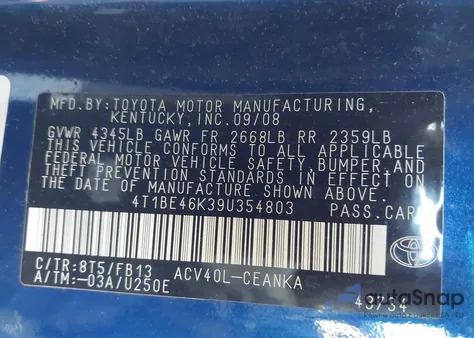 MFD. BY: TOYOTA MOTOR MANUFACTURING,
KENTUCKY, INC. 09/08
GVWR 4345LB GAWR FR 2668LB RR 2359LB
THIS VEHICLE CONFORMS TO ALL APPLICABLE
FEDERAL MOTOR VEHICLE SAFETY, BUMPER, AND
THEFT PREVENTION STANDARDS IN EFFECT ON
THE DATE OF MANUFACTURE SHOWN ABOVE.
4T1BE46K39U354803 PASS. CAR
C/TR: 8T5/FB13 ACV40L-CEANKA
A/TM: -03A/U250E
TOYOTA
43734
autoSnap